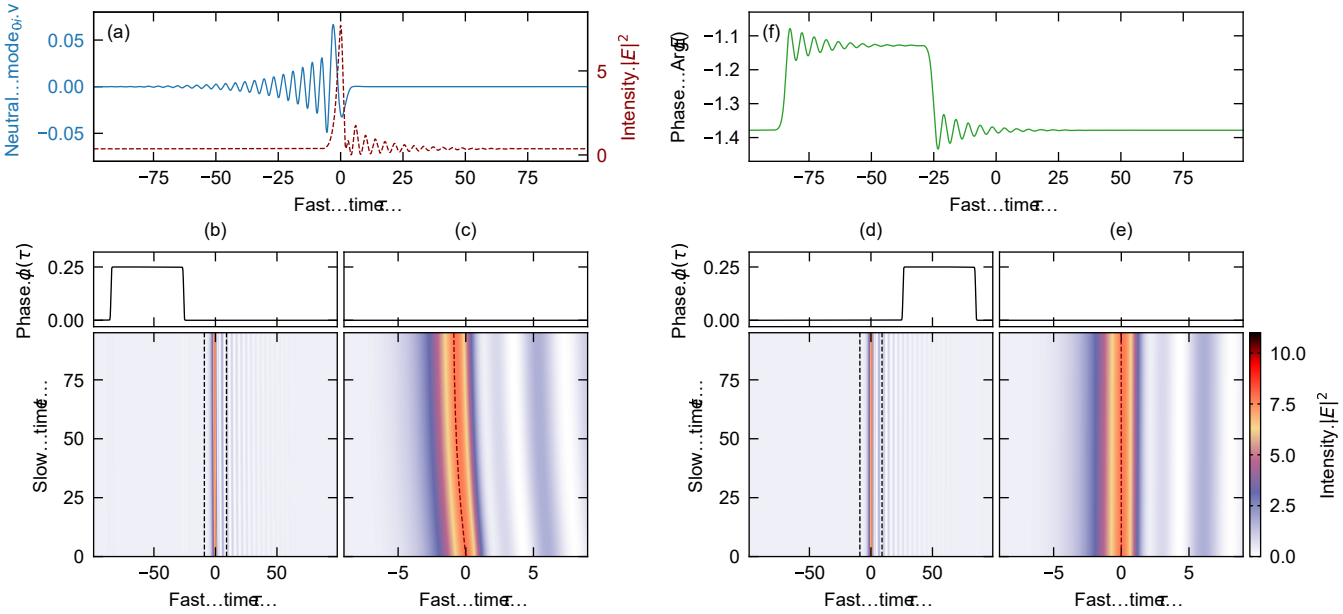 (a)
Neutral…mode
0.05
0.00
−0.05
5
0
Intensity.|E|²
−75 −50 −25 0 25 50 75
Fast…time
(f)
Phase…Arg
−1.1
−1.2
−1.3
−1.4
−75 −50 −25 0 25 50 75
Fast…time
(b) (c)
Phase.ϕ(τ)
0.25
0.00
Slow…time
75
50
25
0
−50 0 50
Fast…time
−5 0 5
Fast…time
(d) (e)
Phase.ϕ(τ)
0.25
0.00
Slow…time
75
50
25
0
−50 0 50
Fast…time
−5 0 5
Fast…time
10.0
7.5
5.0
2.5
0.0
Intensity.|E|²